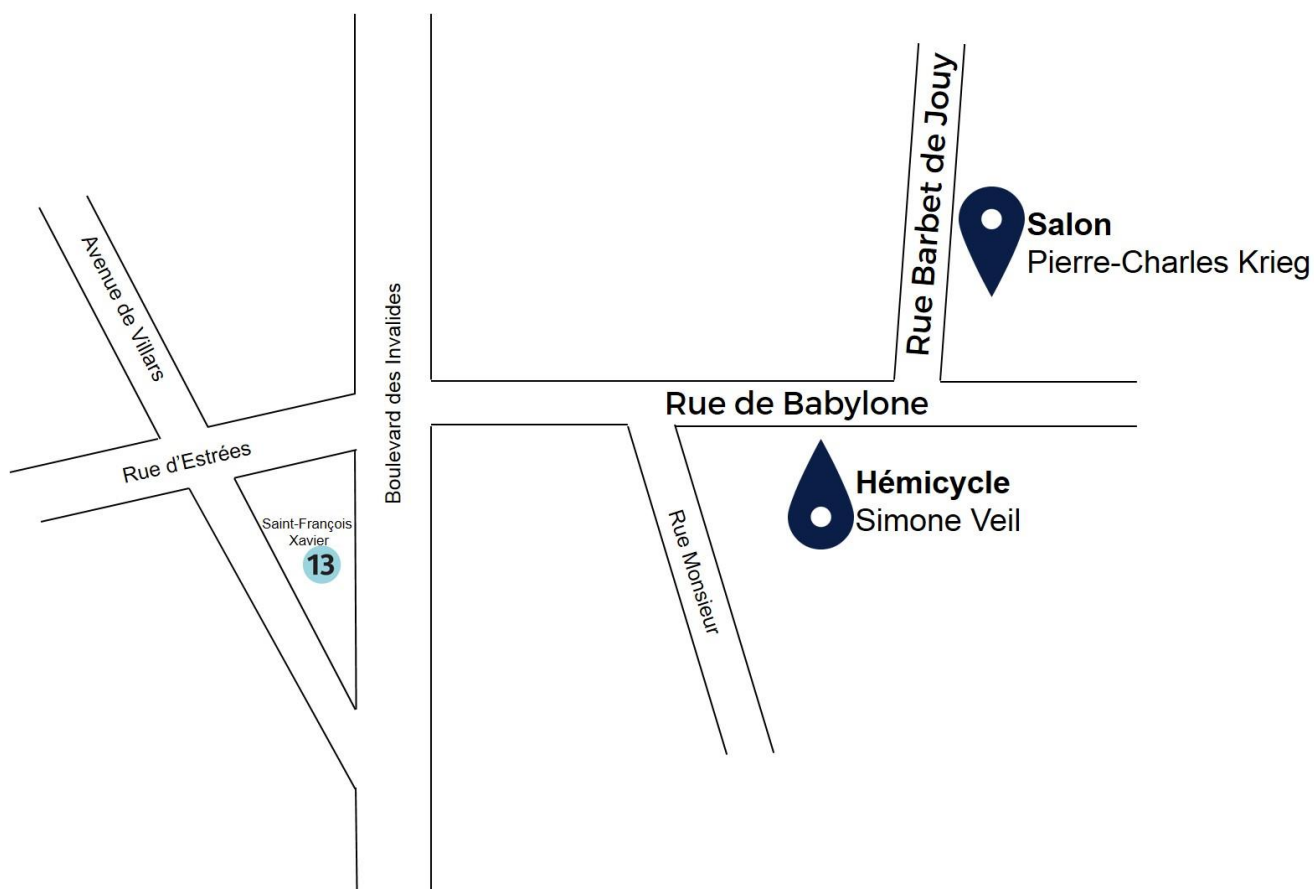 Rue Barbet de Jouy
Salon
Pierre-Charles Krieg
Avenue de Villars
Boulevard des Invalides
Rue de Babylone
Rue d'Estrées
Hémicycle
Simone Veil
Saint-François
Xavier
13
Rue Monsieur